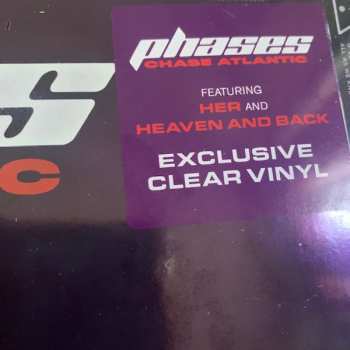 phases
CHASE ATLANTIC
FEATURING
HER AND
HEAVEN AND BACK
EXCLUSIVE
CLEAR VINYL
S
C